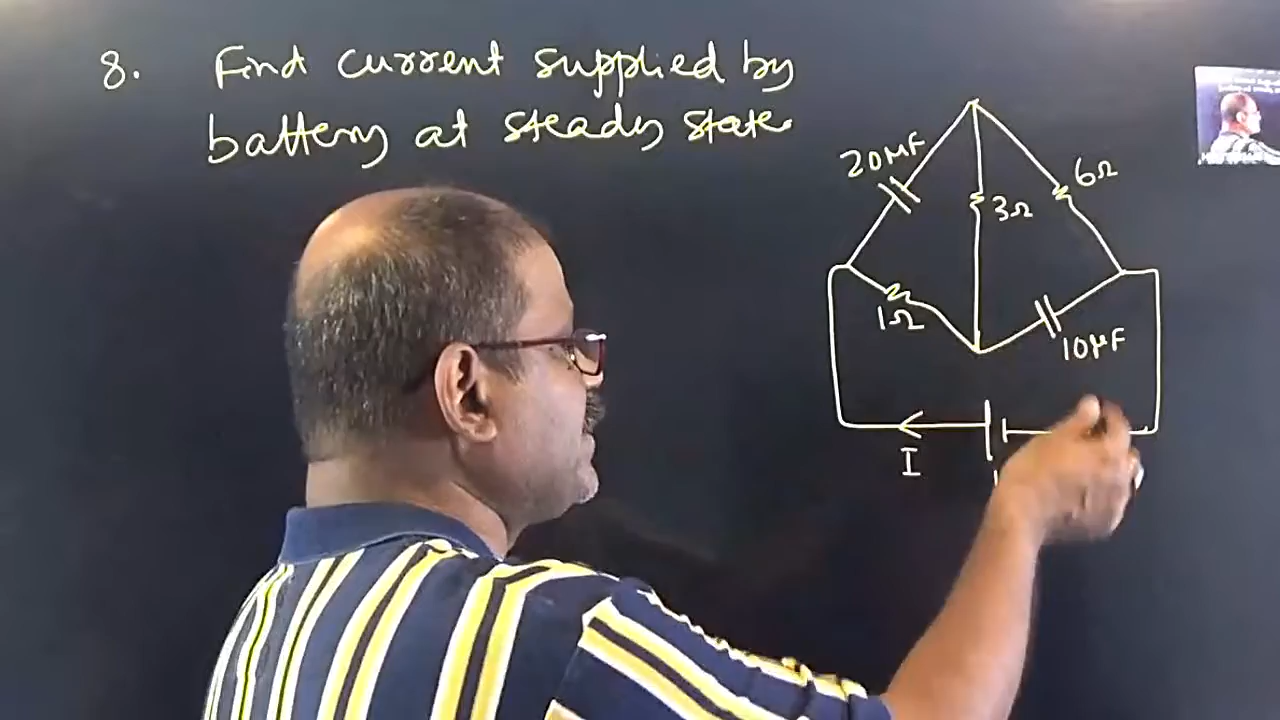 8. Find current supplied by
battery at steady state
20μF
6Ω
3Ω
1Ω
10μF
I